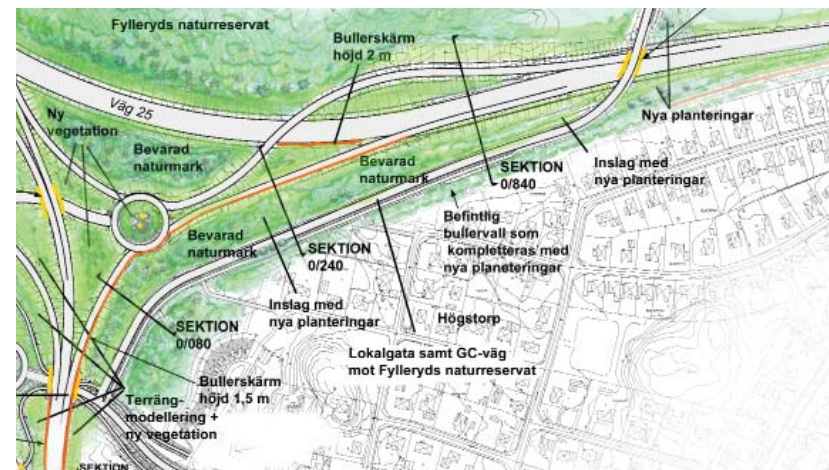 Fylleryds naturreservat
Bullerskärm
höjd 2 m
Väg 25
Ny
vegetation
Bevarad
naturmark
Bevarad
naturmark
Nya planteringar
SEKTION
0/840
Inslag med
nya planteringar
Befintlig
bullervall som
kompletteras med
nya planeteringar
Bevarad
naturmark
SEKTION
0/240
Inslag med
nya planteringar
Högstorp
SEKTION
0/080
Lokalgata samt GC-väg
mot Fylleryds naturreservat
Bullerskärm
höjd 1,5 m
Terräng-
modellering +
ny vegetation
SEKTION